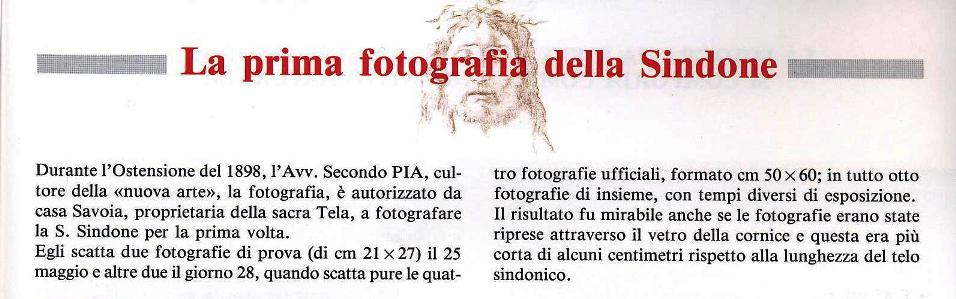 La prima fotografia della Sindone
Durante l'Ostensione del 1898, l'Avv. Secondo PIA, cul-
tore della «nuova arte», la fotografia, è autorizzato da
casa Savoia, proprietaria della sacra Tela, a fotografare
la S. Sindone per la prima volta.
Egli scatta due fotografie di prova (di cm 21×27) il 25
maggio e altre due il giorno 28, quando scatta pure le quat-
tro fotografie ufficiali, formato cm 50×60; in tutto otto
fotografie di insieme, con tempi diversi di esposizione.
Il risultato fu mirabile anche se le fotografie erano state
riprese attraverso il vetro della cornice e questa era più
corta di alcuni centimetri rispetto alla lunghezza del telo
sindonico.